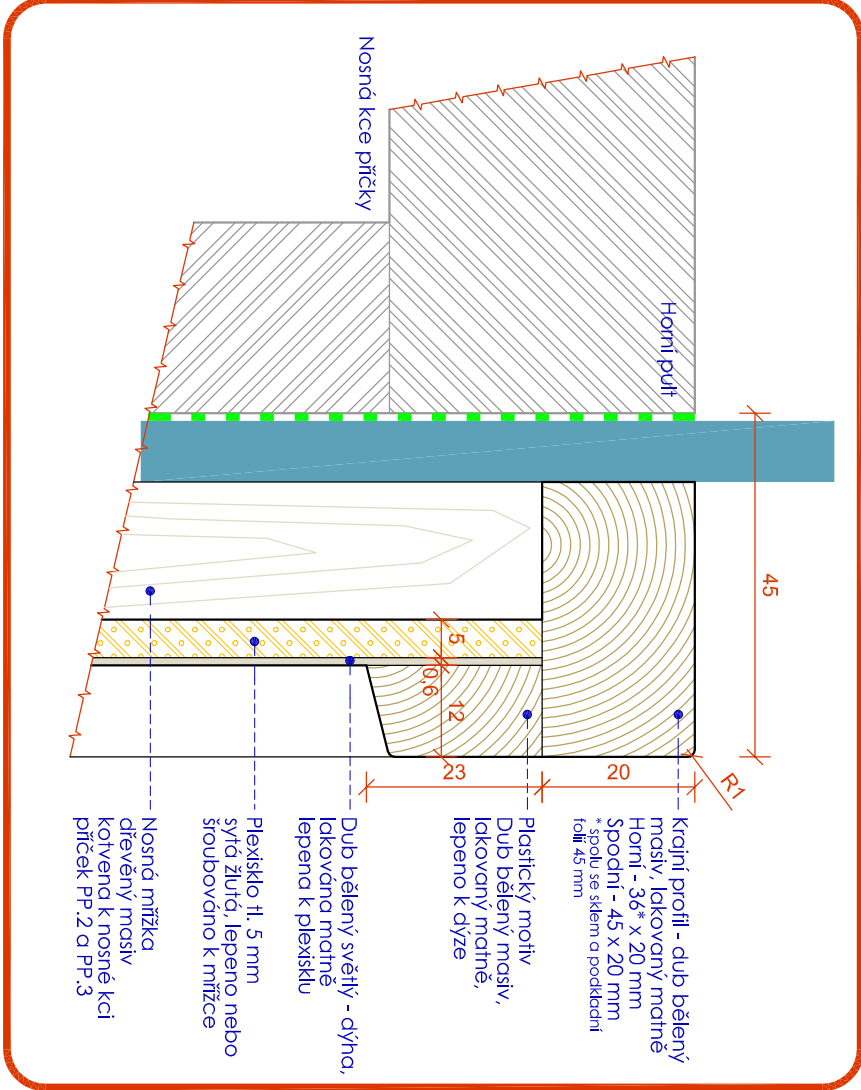 Nosná kce příčky
Horní pult
45
5
0,6
12
23
20
R1
Krajní profil - dub bělený
masiv, lakovaný matně
Horní - 36* x 20 mm
Spodní - 45 x 20 mm
* spolu se sklem a podkladní
folií 45 mm
Plastický motiv
Dub bělený masiv,
lakovaný matně,
lepeno k dýze
Dub bělený světlý - dýha,
lakována matně
lepena k plexisklu
Plexisklo tl. 5 mm
sytá žlutá, lepeno nebo
šroubováno k mřížce
Nosná mřížka
dřevěný masiv
kotvena k nosné kci
příček PP.2 a PP.3